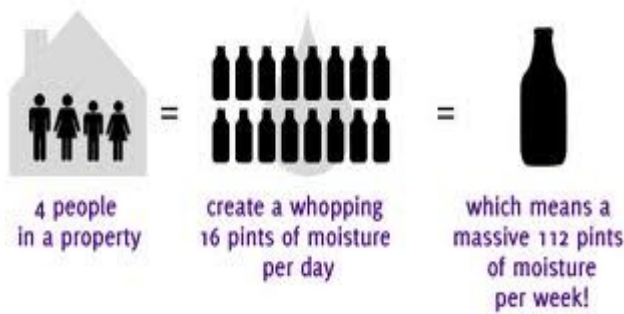 =
=
4 people
in a property
create a whopping
16 pints of moisture
per day
which means a
massive 112 pints
of moisture
per week!